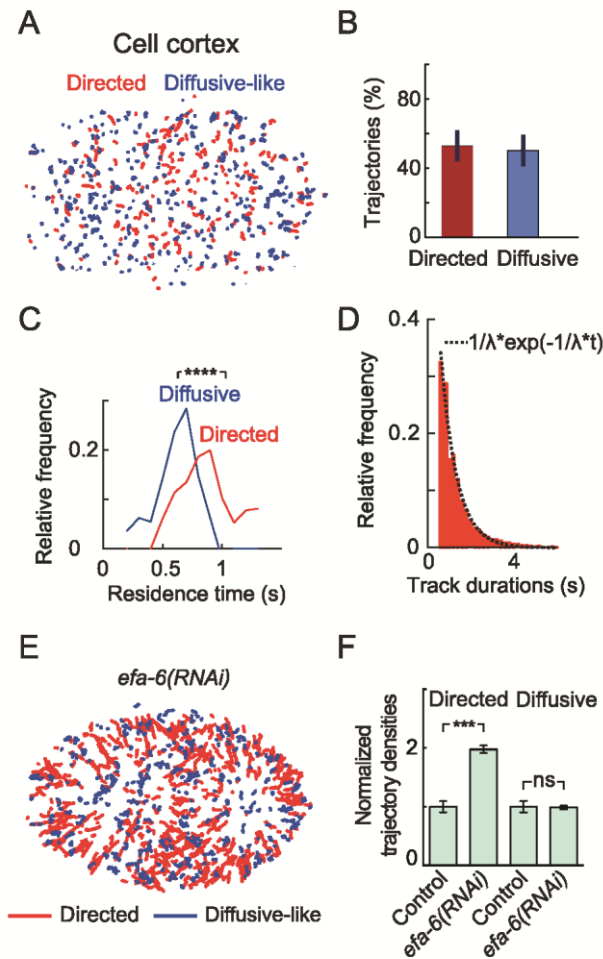 A
Cell cortex
Directed Diffusive-like
B
Trajectories (%)
80
40
0
Directed Diffusive
C
Relative frequency
0.2
0
****
Diffusive
Directed
0 0.5 1
Residence time (s)
D
Relative frequency
0.4
0.2
0
1/λ*exp(-1/λ*t)
4
Track durations (s)
E
efa-6(RNAi)
Directed Diffusive-like
F
Normalized
trajectory densities
2
1
0
Directed Diffusive
***
ns
Control
efa-6(RNAi)
Control
efa-6(RNAi)